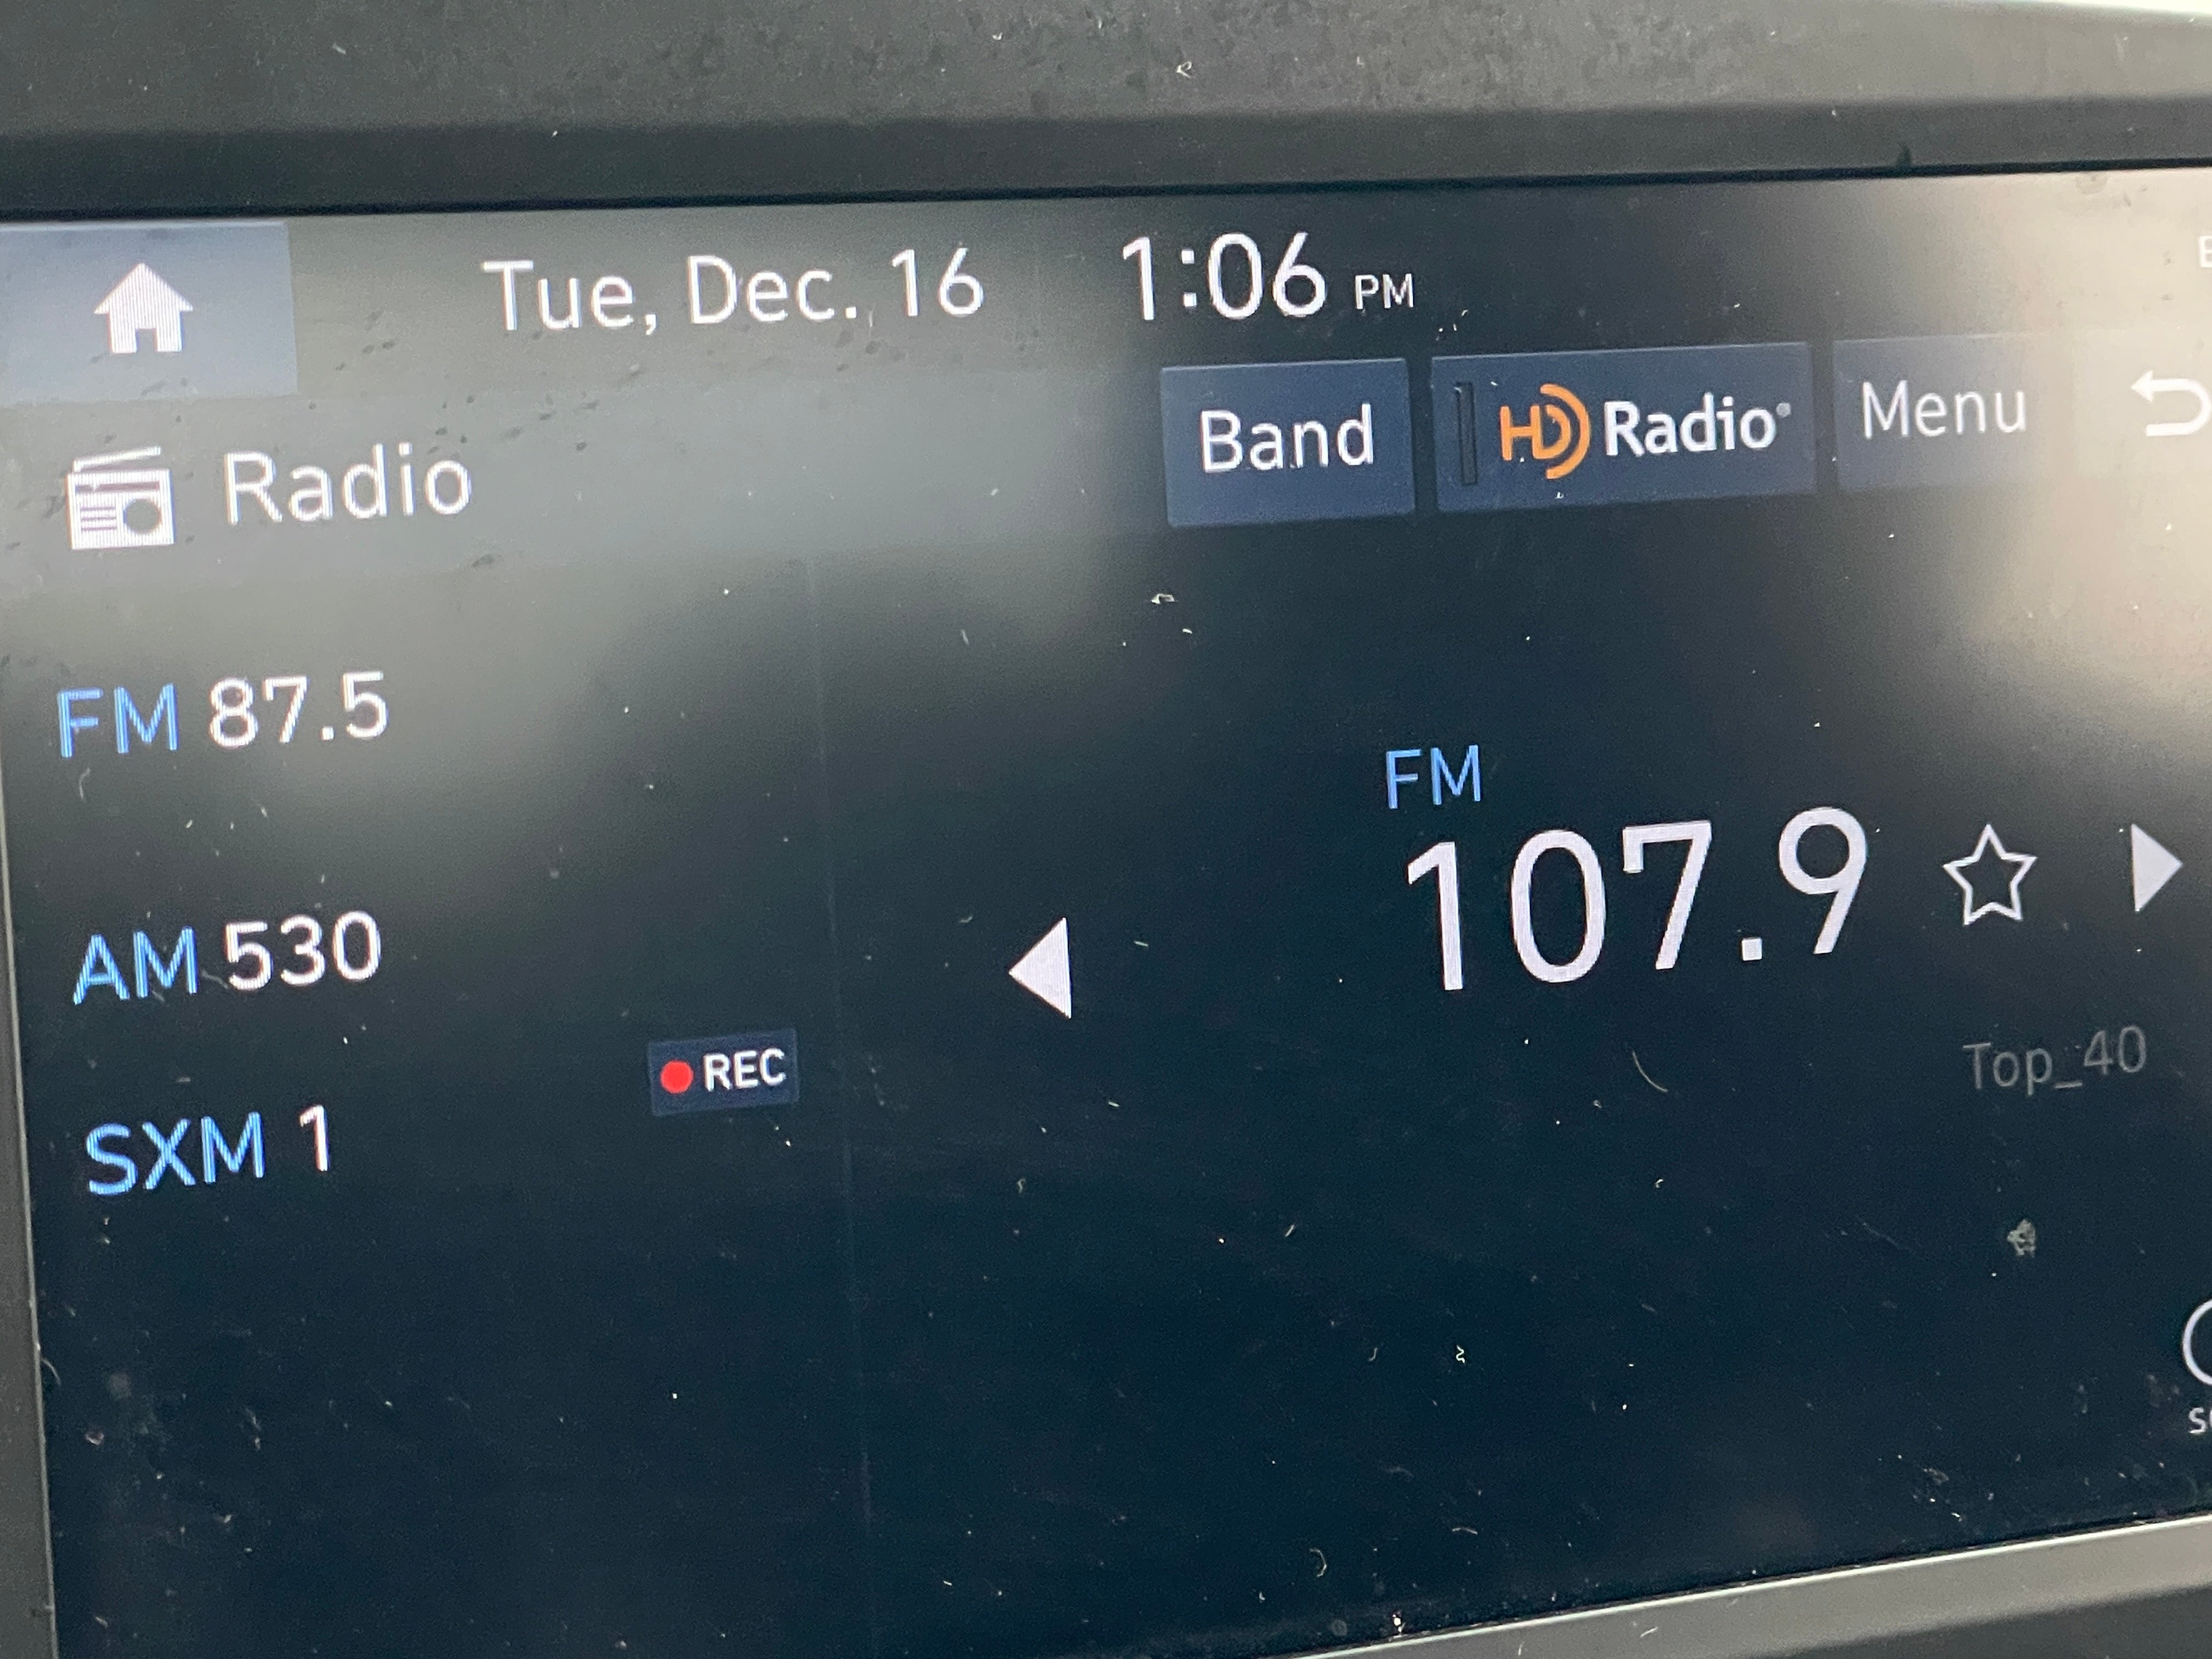 Tue, Dec. 16 1:06 PM
Radio Band HD Radio® Menu
FM 87.5
FM
107.9
AM 530
Top_40
REC
SXM 1